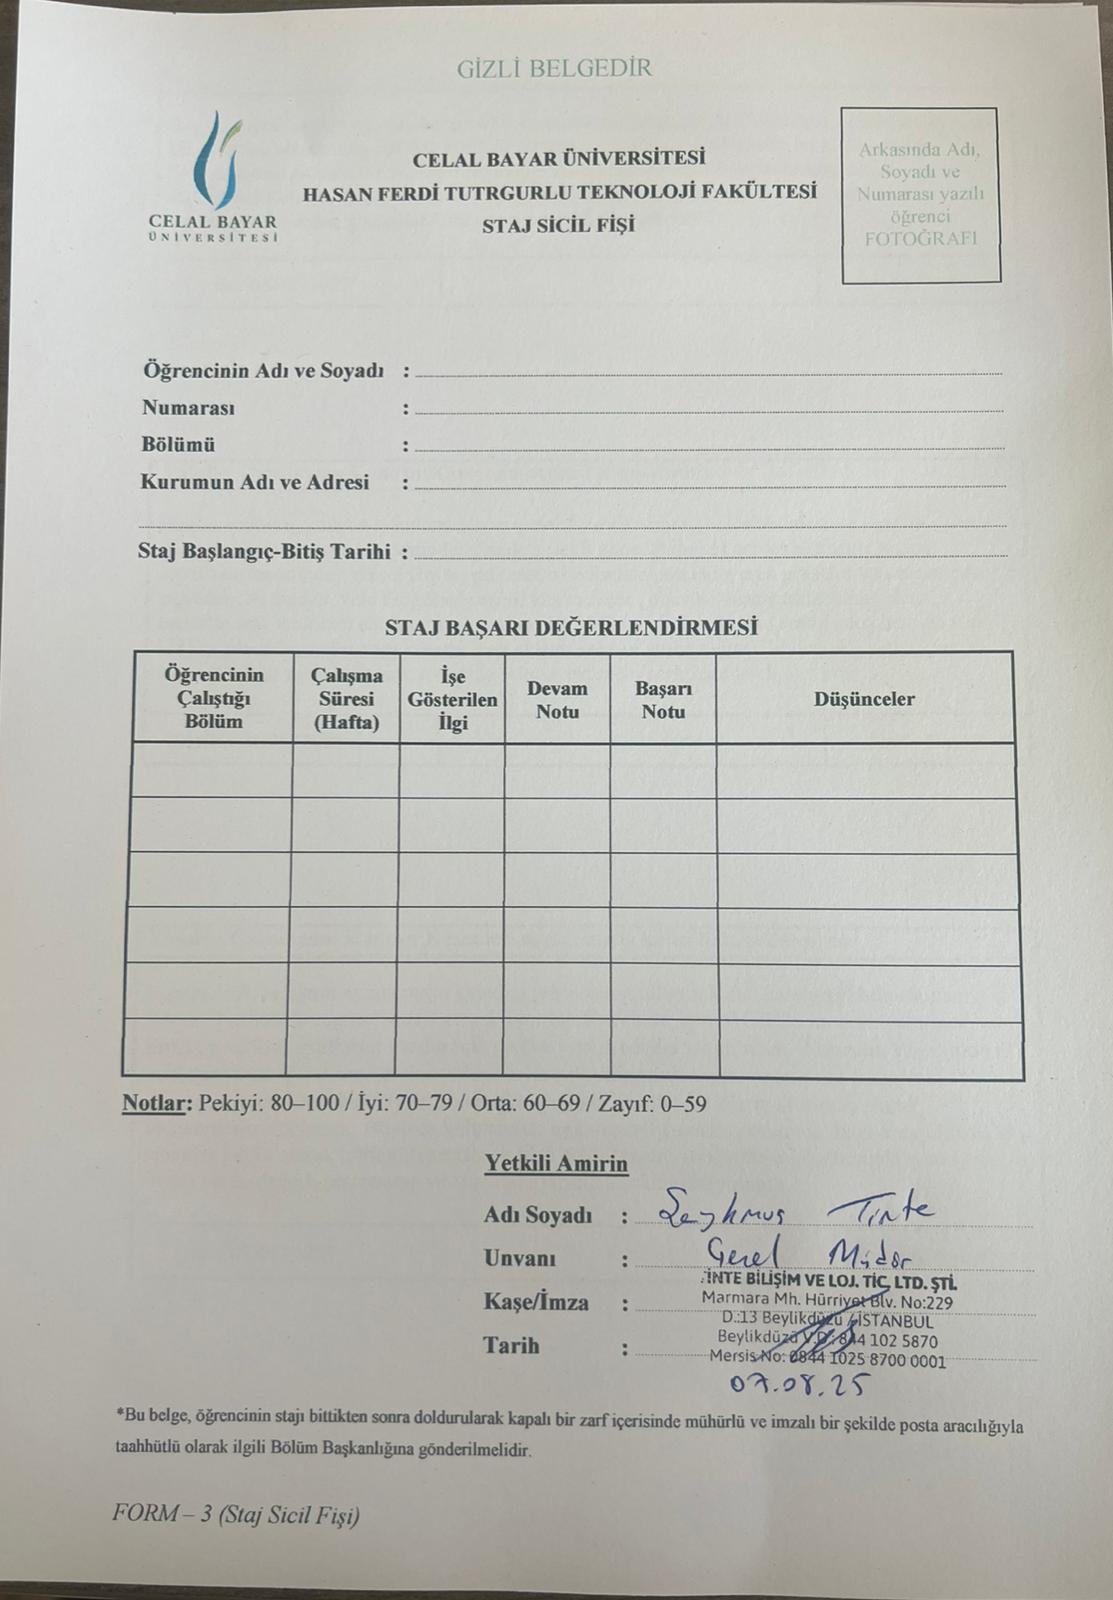 GİZLİ BELGEDİR
CELAL BAYAR
ÜNİVERSİTESİ
CELAL BAYAR ÜNİVERSİTESİ
HASAN FERDİ TUTRGURLU TEKNOLOJİ FAKÜLTESİ
STAJ SİCİL FİŞİ
Arkasında Adı,
Soyadı ve
Numarası yazılı
öğrenci
FOTOĞRAFI
Öğrencinin Adı ve Soyadı :
Numarası :
Bölümü :
Kurumun Adı ve Adresi :
Staj Başlangıç-Bitiş Tarihi :
STAJ BAŞARI DEĞERLENDİRMESİ
Öğrencinin Çalıştığı Bölüm
Çalışma Süresi (Hafta)
İşe Gösterilen İlgi
Devam Notu
Başarı Notu
Düşünceler
Notlar: Pekiyi: 80–100 / İyi: 70–79 / Orta: 60–69 / Zayıf: 0–59
Yetkili Amirin
Adı Soyadı : Şeyhmus Tinte
Unvanı : Genel Müdür
Kaşe/İmza :
İNTE BİLİŞİM VE LOJ. TİC. LTD. ŞTİ.
Marmara Mh. Hürriyet Blv. No:229
D.:13 Beylikdüzü / İSTANBUL
Beylikdüzü V.D.: 844 102 5870
Mersis No: 0844 1025 8700 0001
Tarih :
07.08.25
*Bu belge, öğrencinin stajı bittikten sonra doldurularak kapalı bir zarf içerisinde mühürlü ve imzalı bir şekilde posta aracılığıyla
taahhütlü olarak ilgili Bölüm Başkanlığına gönderilmelidir.
FORM – 3 (Staj Sicil Fişi)